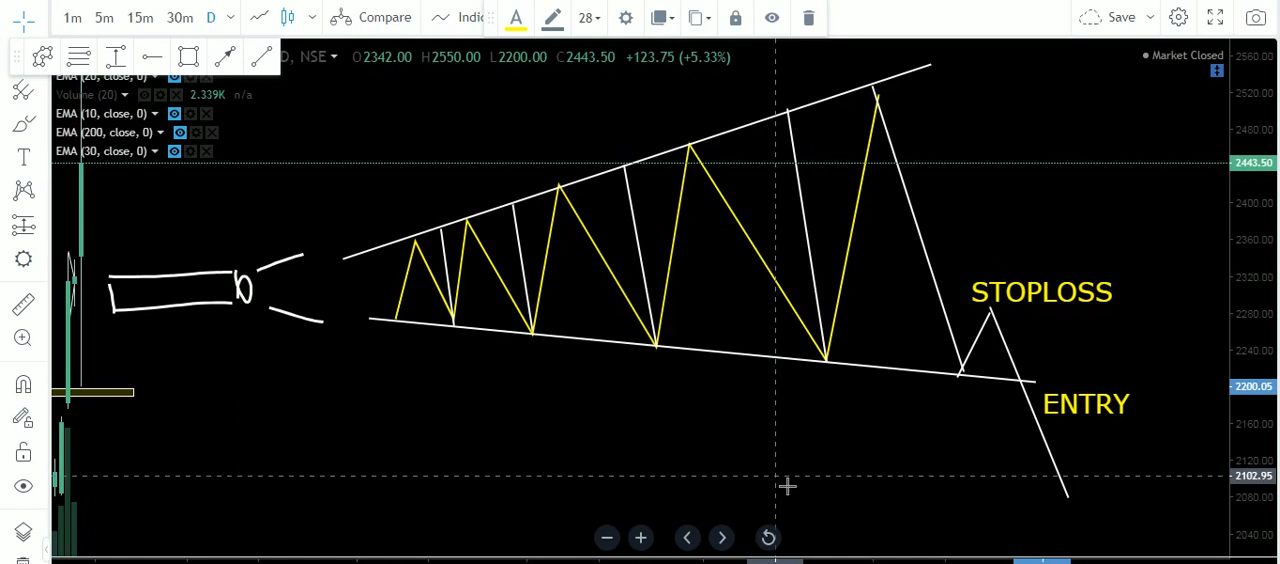 1m 5m 15m 30m D Compare Indi A 28 Save
D, NSE O2342.00 H2550.00 L2200.00 C2443.50 +123.75 (+5.33%)
Market Closed
EMA (20, close, 0)
Volume (20) 2.339K n/a
EMA (10, close, 0)
EMA (200, close, 0)
EMA (30, close, 0)
2560.00
2520.00
2480.00
2443.50
2400.00
2360.00
2320.00
STOPLOSS
2280.00
2240.00
2200.05
ENTRY
2160.00
2120.00
2102.95
2080.00
2040.00